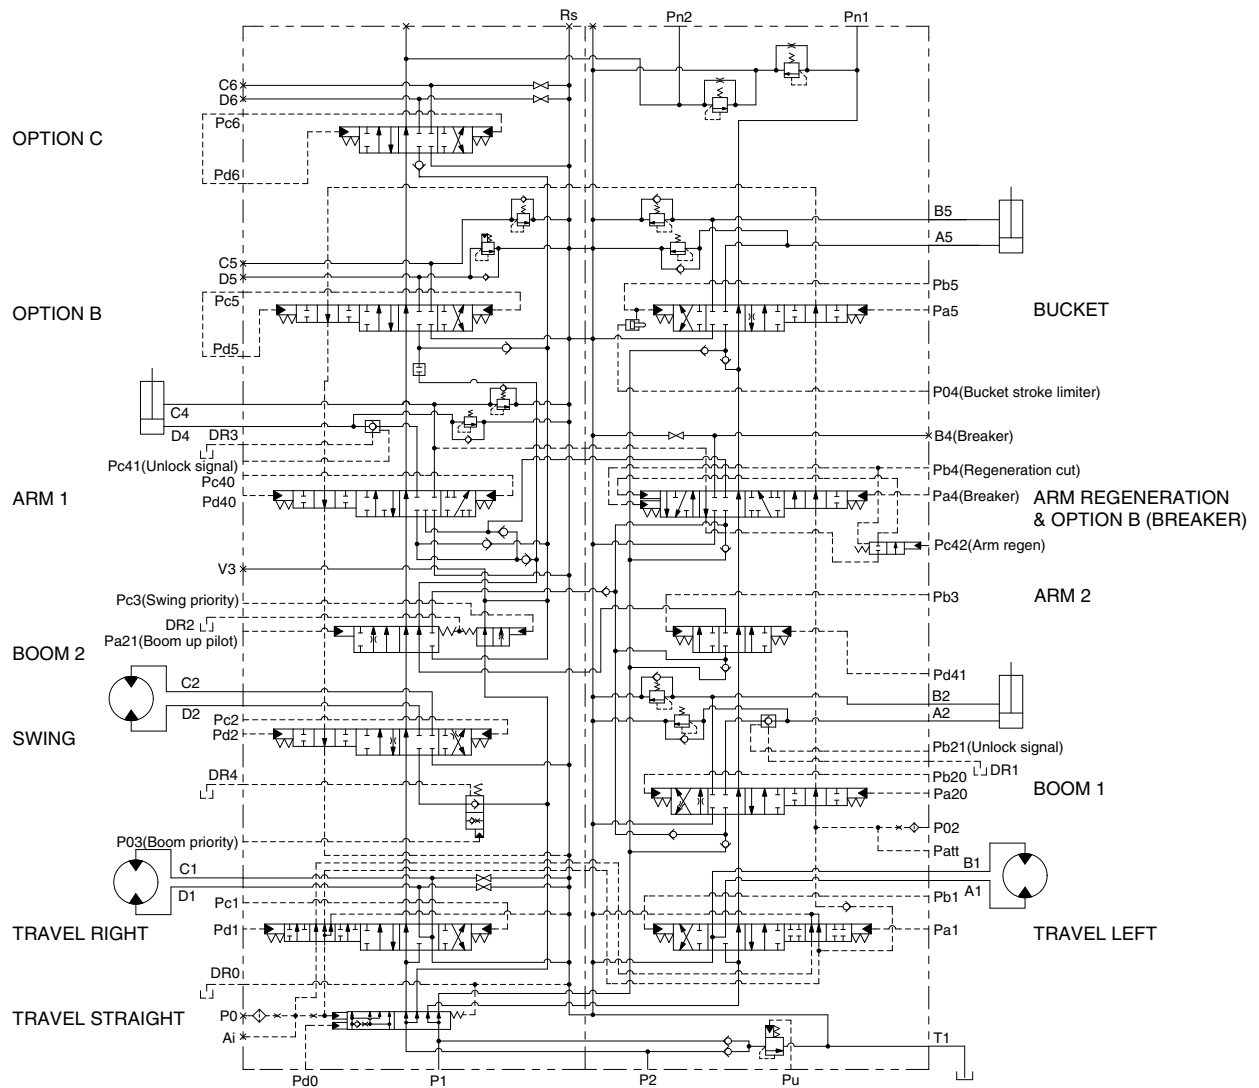 Rs
Pn2
Pn1
C6
D6
Pc6
OPTION C
Pd6
B5
A5
C5
D5
Pc5
OPTION B
Pd5
Pb5
Pa5
BUCKET
P04(Bucket stroke limiter)
C4
D4
DR3
Pc41(Unlock signal)
Pc40
ARM 1
Pd40
B4(Breaker)
Pb4(Regeneration cut)
Pa4(Breaker)
ARM REGENERATION
& OPTION B (BREAKER)
Pc42(Arm regen)
V3
Pc3(Swing priority)
DR2
Pa21(Boom up pilot)
BOOM 2
Pb3
ARM 2
Pd41
C2
D2
Pc2
SWING
Pd2
B2
A2
Pb21(Unlock signal)
DR1
Pb20
BOOM 1
Pa20
DR4
P03(Boom priority)
P02
Patt
C1
D1
Pc1
TRAVEL RIGHT
Pd1
B1
A1
Pb1
Pa1
TRAVEL LEFT
DR0
TRAVEL STRAIGHT
P0
Ai
T1
Pd0
P1
P2
Pu